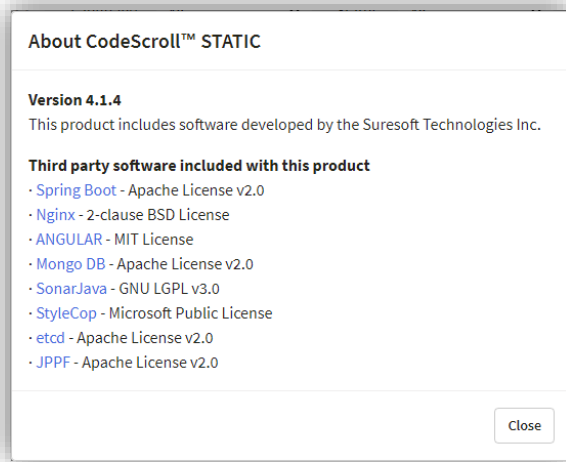 About CodeScroll™ STATIC
Version 4.1.4
This product includes software developed by the Suresoft Technologies Inc.
Third party software included with this product
· Spring Boot - Apache License v2.0
· Nginx - 2-clause BSD License
· ANGULAR - MIT License
· Mongo DB - Apache License v2.0
· SonarJava - GNU LGPL v3.0
· StyleCop - Microsoft Public License
· etcd - Apache License v2.0
· JPPF - Apache License v2.0
Close